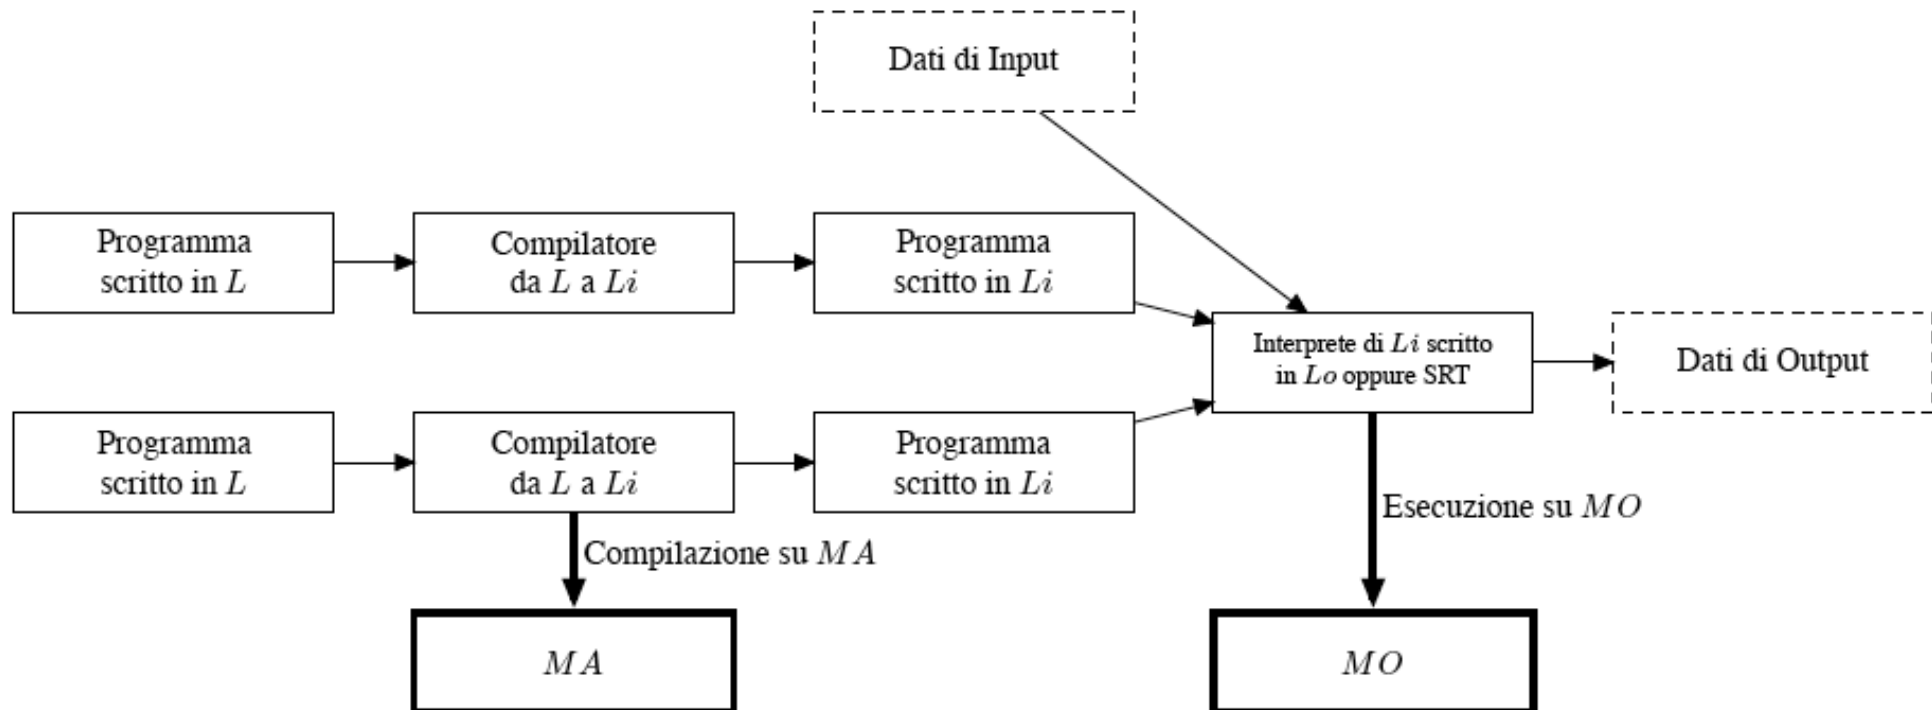 Dati di Input
Programma
scritto in L
Compilatore
da L a Li
Programma
scritto in Li
Interprete di Li scritto
in Lo oppure SRT
Dati di Output
Programma
scritto in L
Compilatore
da L a Li
Programma
scritto in Li
Esecuzione su MO
Compilazione su MA
MA
MO